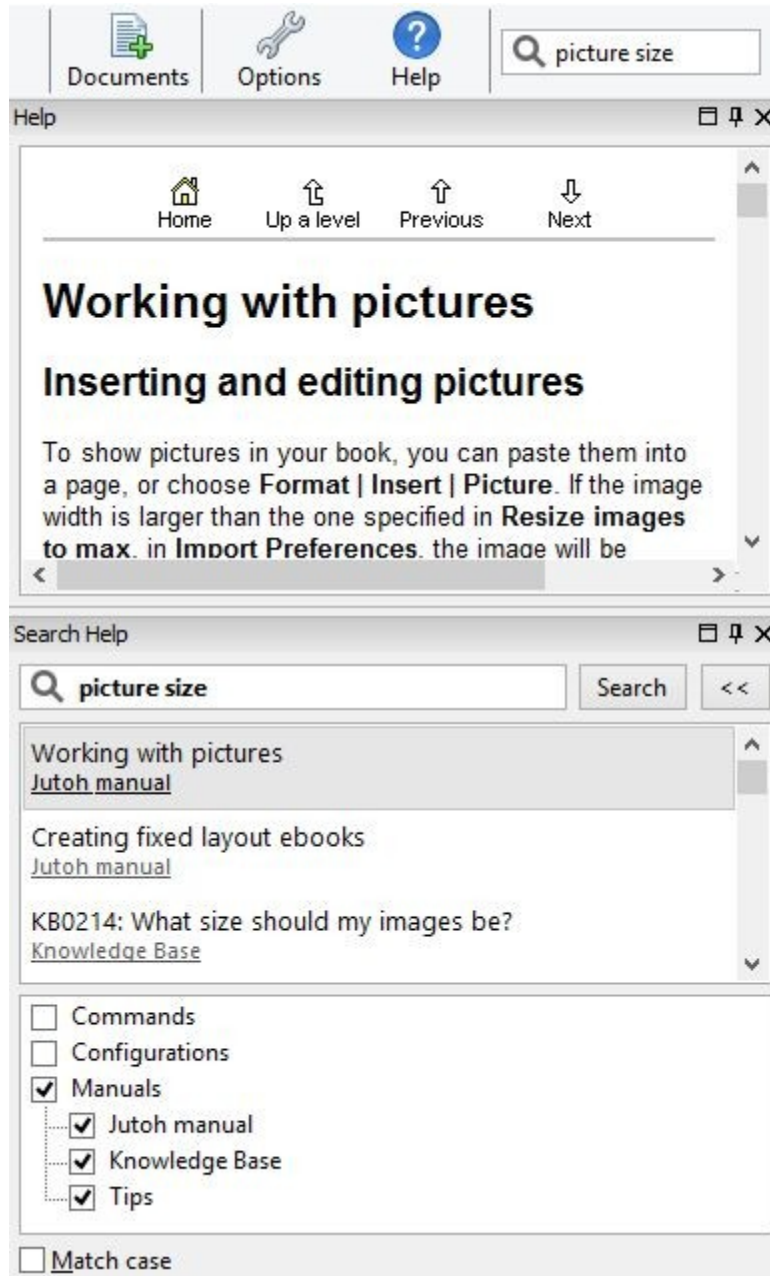 Documents Options Help picture size
Help
Home Up a level Previous Next
Working with pictures
Inserting and editing pictures
To show pictures in your book, you can paste them into
a page, or choose Format | Insert | Picture. If the image
width is larger than the one specified in Resize images
to max. in Import Preferences, the image will be
Search Help
picture size Search <<
Working with pictures
Jutoh manual
Creating fixed layout ebooks
Jutoh manual
KB0214: What size should my images be?
Knowledge Base
Commands
Configurations
Manuals
Jutoh manual
Knowledge Base
Tips
Match case